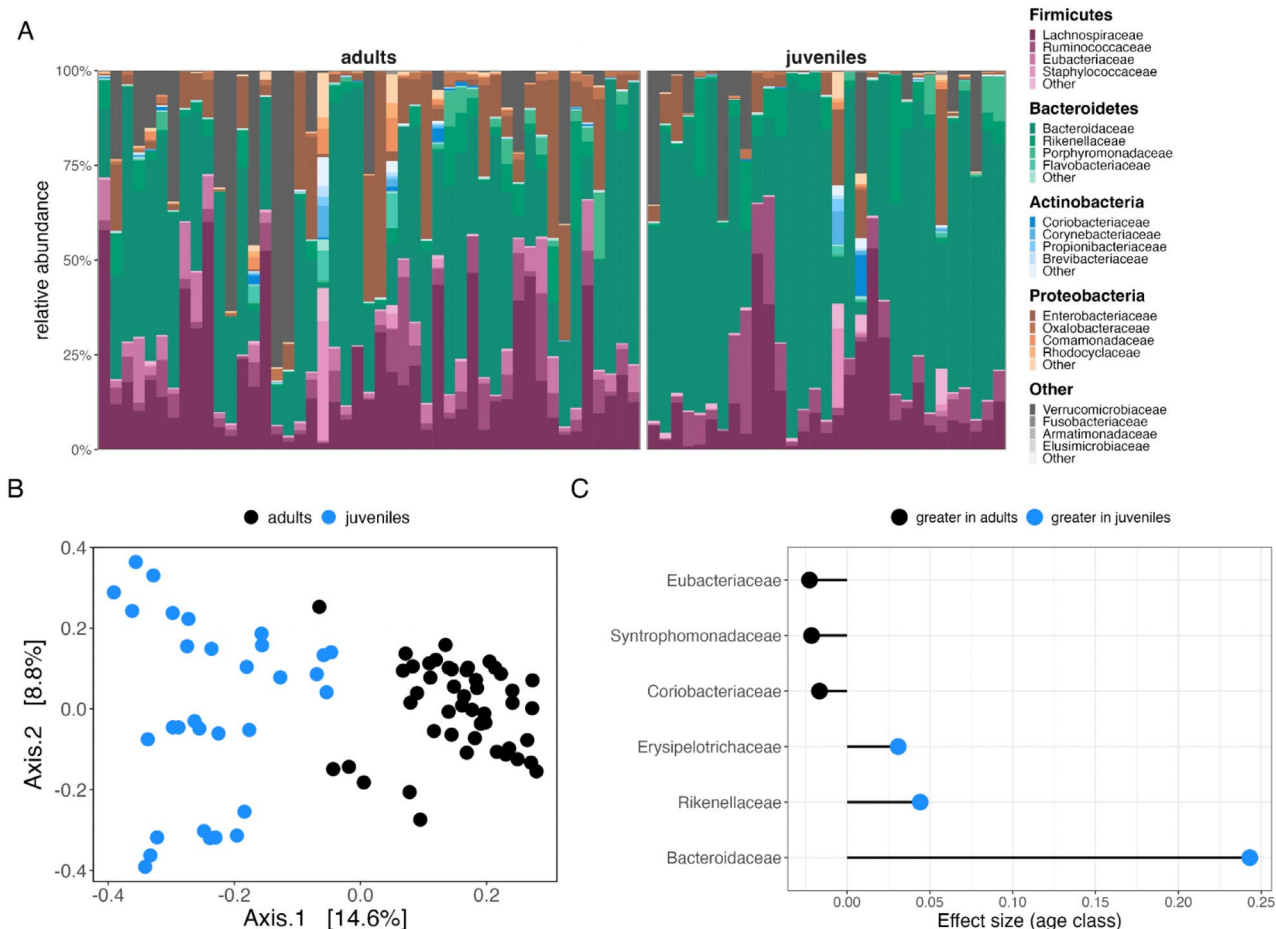 A
adults
juveniles
100%
75%
50%
25%
0%
relative abundance
Firmicutes
Lachnospiraceae
Ruminococcaceae
Eubacteriaceae
Staphylococcaceae
Other
Bacteroidetes
Bacteroidaceae
Rikenellaceae
Porphyromonadaceae
Flavobacteriaceae
Other
Actinobacteria
Coriobacteriaceae
Corynebacteriaceae
Propionibacteriaceae
Brevibacteriaceae
Other
Proteobacteria
Enterobacteriaceae
Oxalobacteraceae
Comamonadaceae
Rhodocyclaceae
Other
Other
Verrucomicrobiaceae
Fusobacteriaceae
Armatimonadaceae
Elusimicrobiaceae
Other
B
adults juveniles
0.4
0.2
0.0
-0.2
-0.4
Axis.2 [8.8%]
-0.4 -0.2 0.0 0.2
Axis.1 [14.6%]
C
greater in adults greater in juveniles
Eubacteriaceae
Syntrophomonadaceae
Coriobacteriaceae
Erysipelotrichaceae
Rikenellaceae
Bacteroidaceae
0.00 0.05 0.10 0.15 0.20 0.25
Effect size (age class)